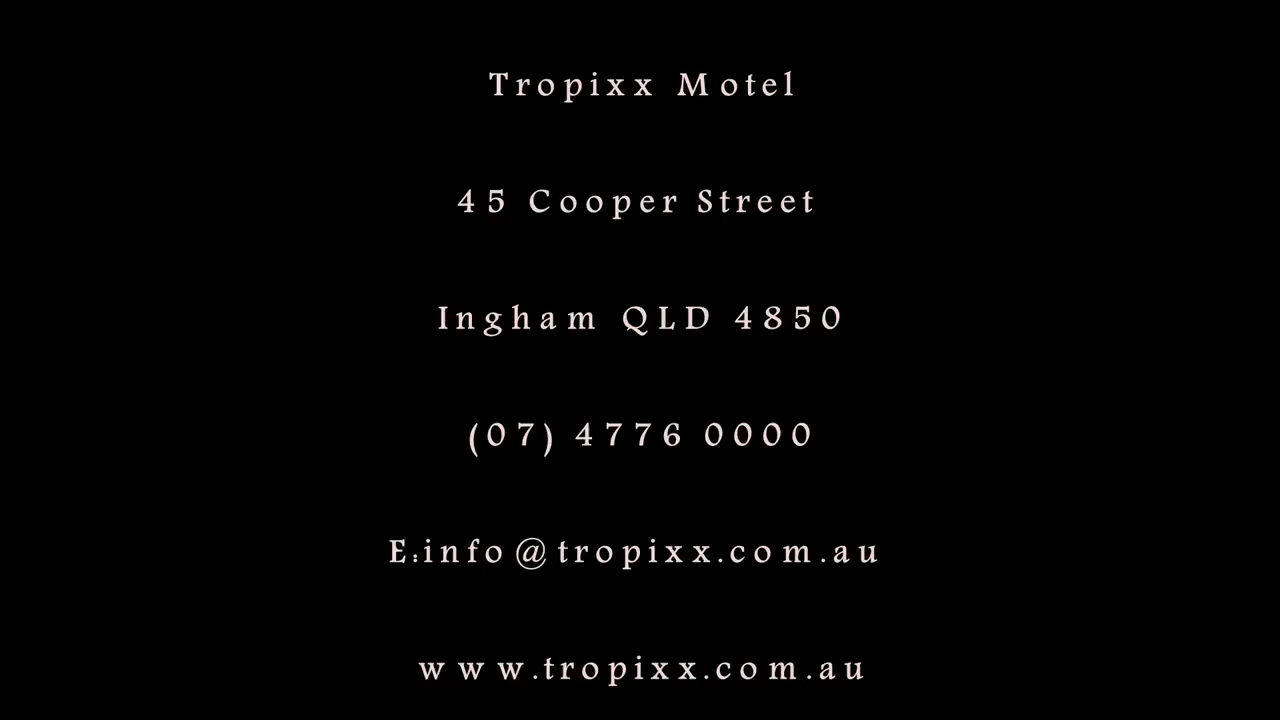 Tropixx Motel
45 Cooper Street
Ingham QLD 4850
(07) 4776 0000
E:info@tropixx.com.au
www.tropixx.com.au